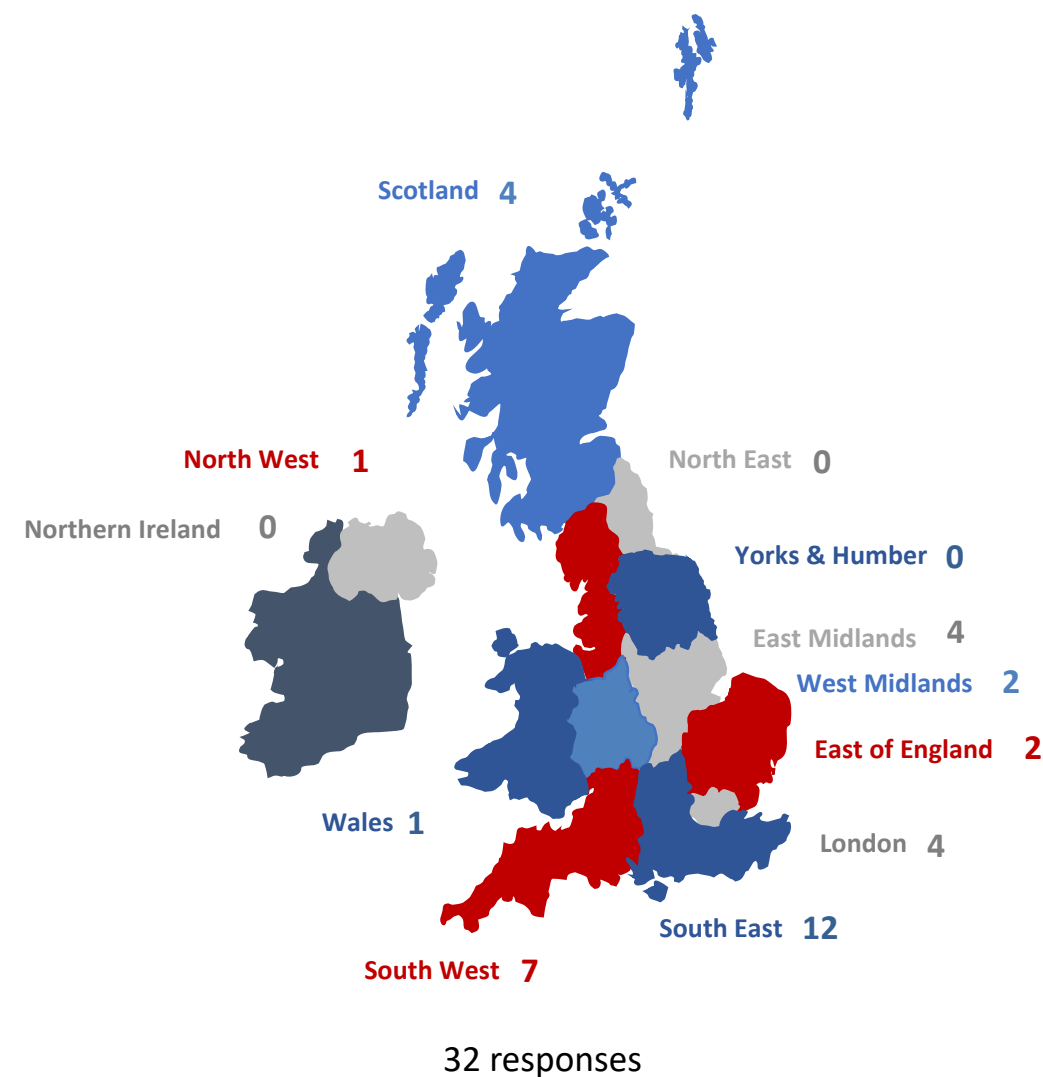 Scotland 4
North West 1
North East 0
Northern Ireland 0
Yorks & Humber 0
East Midlands 4
West Midlands 2
East of England 2
Wales 1
London 4
South East 12
South West 7
32 responses